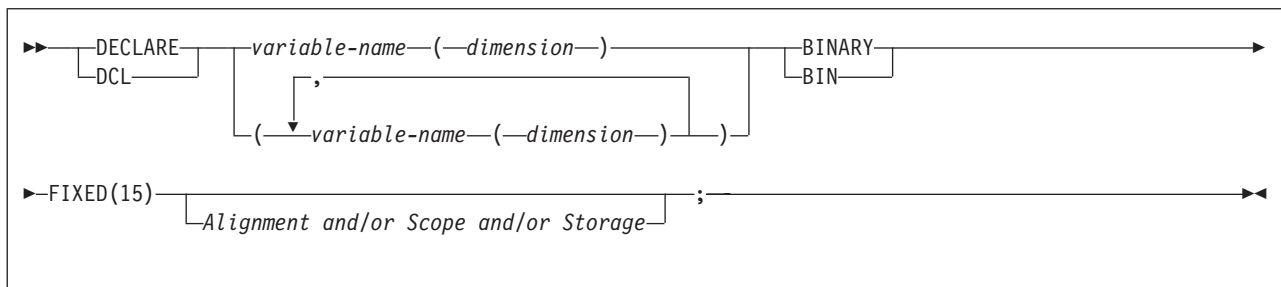 DECLARE variable-name ( dimension ) BINARY
DCL , BIN
( variable-name ( dimension ) )
FIXED(15) ;
Alignment and/or Scope and/or Storage